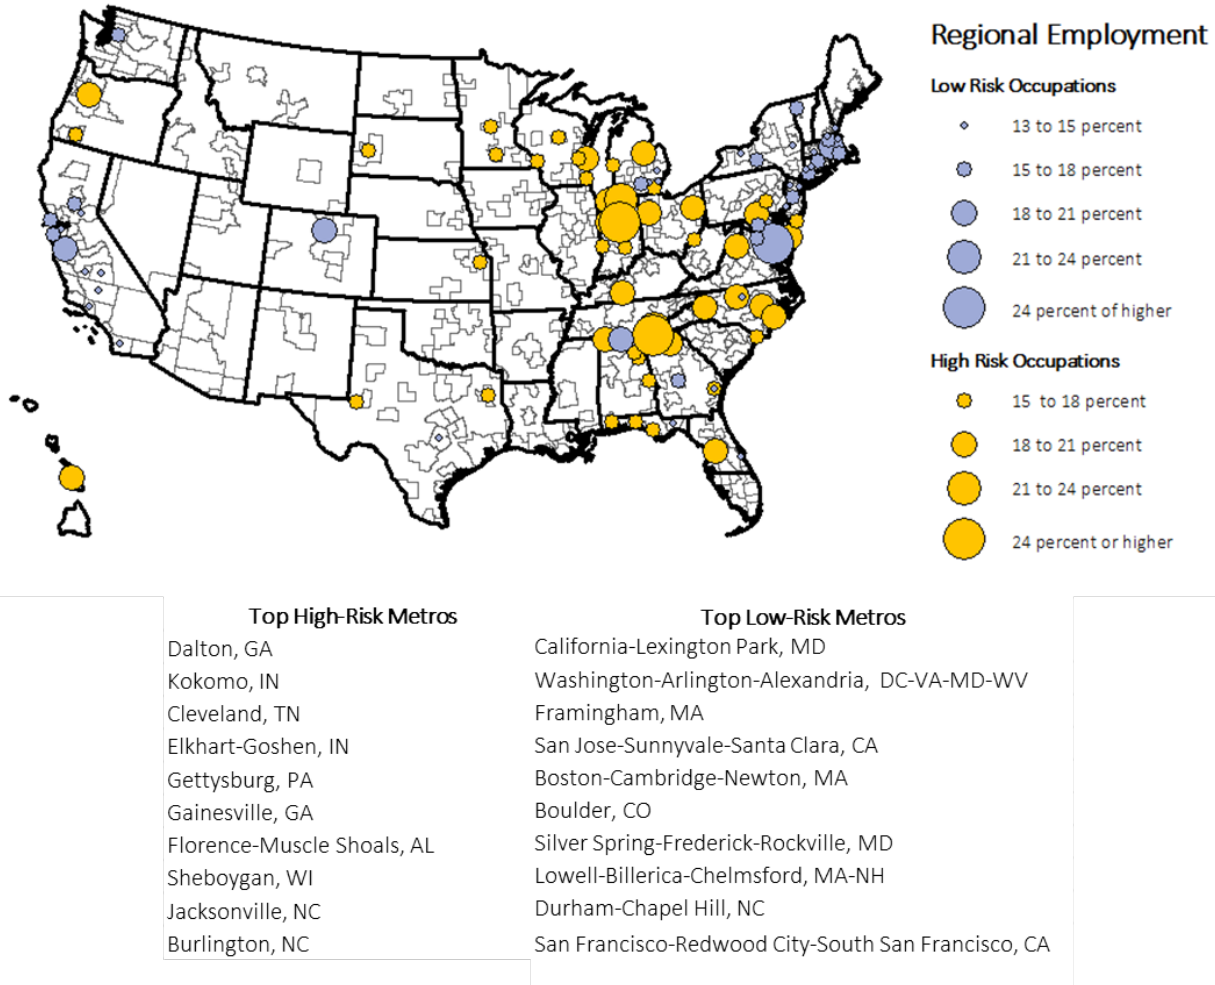 Regional Employment
Low Risk Occupations
13 to 15 percent
15 to 18 percent
18 to 21 percent
21 to 24 percent
24 percent of higher
High Risk Occupations
15 to 18 percent
18 to 21 percent
21 to 24 percent
24 percent or higher
Top High-Risk Metros
Dalton, GA
Kokomo, IN
Cleveland, TN
Elkhart-Goshen, IN
Gettysburg, PA
Gainesville, GA
Florence-Muscle Shoals, AL
Sheboygan, WI
Jacksonville, NC
Burlington, NC
Top Low-Risk Metros
California-Lexington Park, MD
Washington-Arlington-Alexandria, DC-VA-MD-WV
Framingham, MA
San Jose-Sunnyvale-Santa Clara, CA
Boston-Cambridge-Newton, MA
Boulder, CO
Silver Spring-Frederick-Rockville, MD
Lowell-Billerica-Chelmsford, MA-NH
Durham-Chapel Hill, NC
San Francisco-Redwood City-South San Francisco, CA